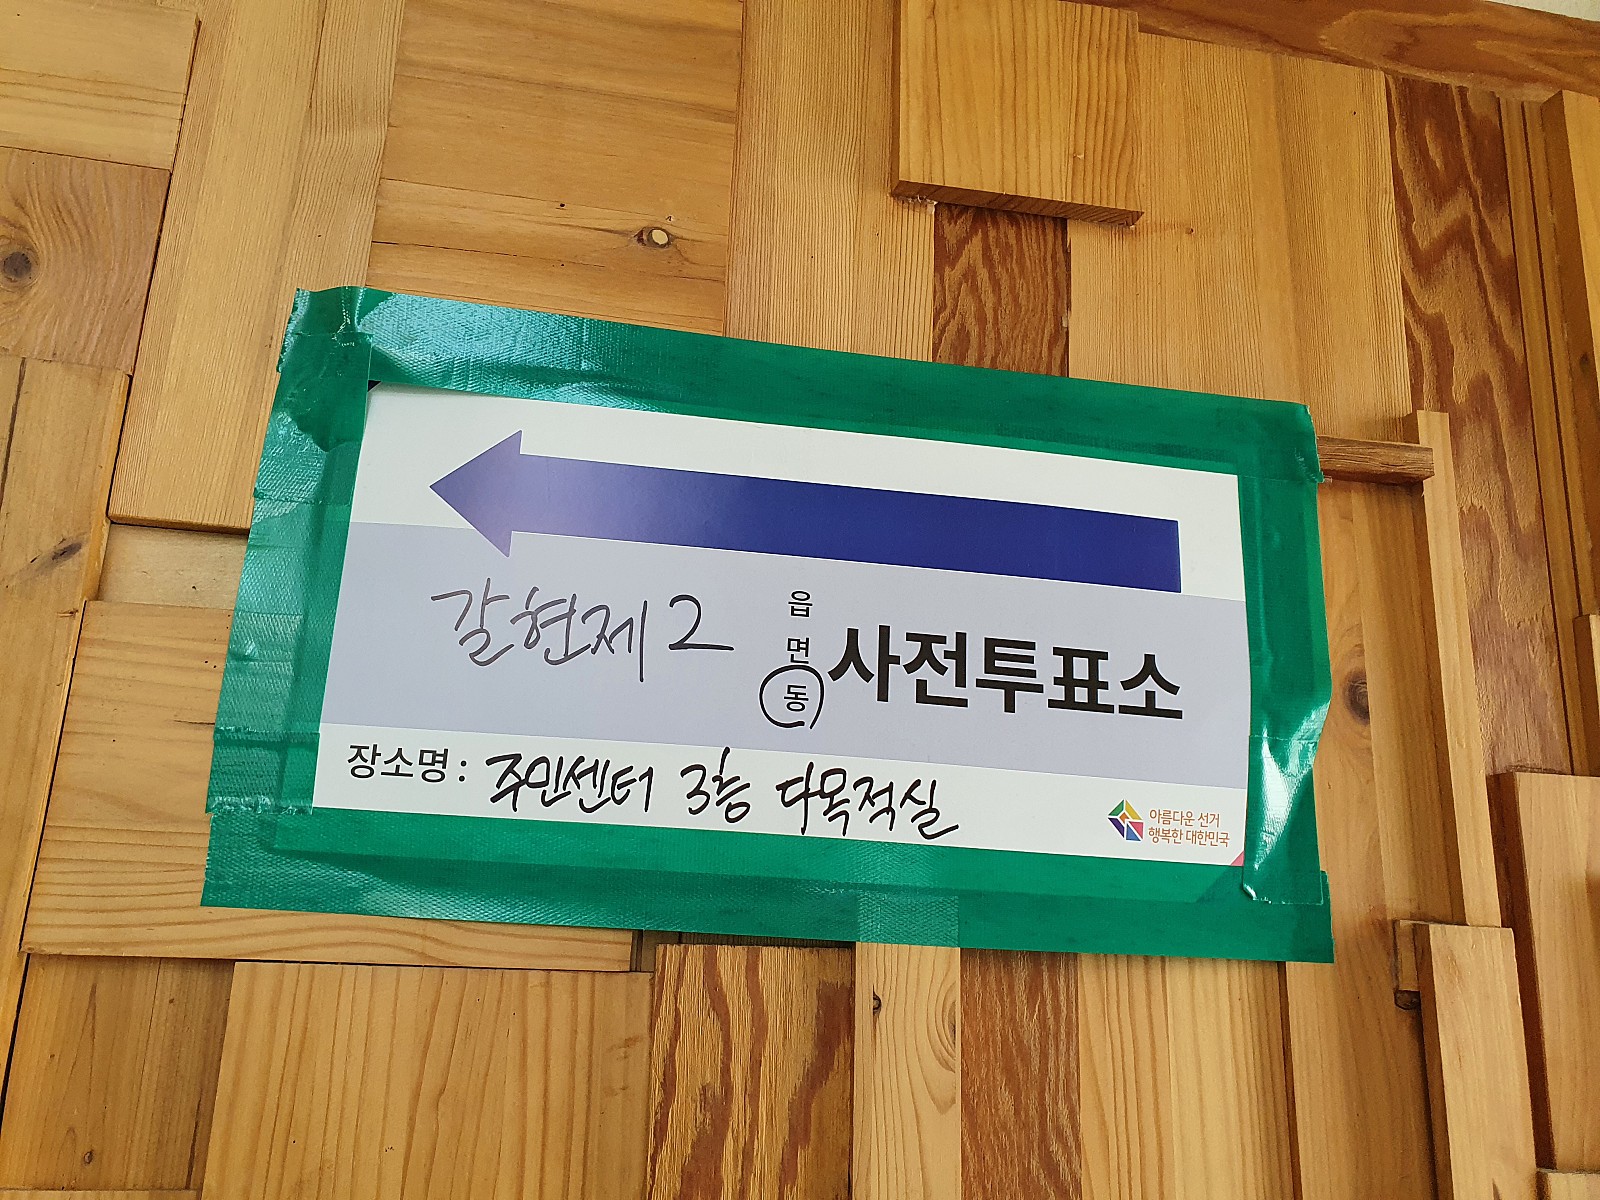 갈현제2 읍면동 사전투표소
장소명 : 주민센터 3층 다목적실
아름다운 선거
행복한 대한민국